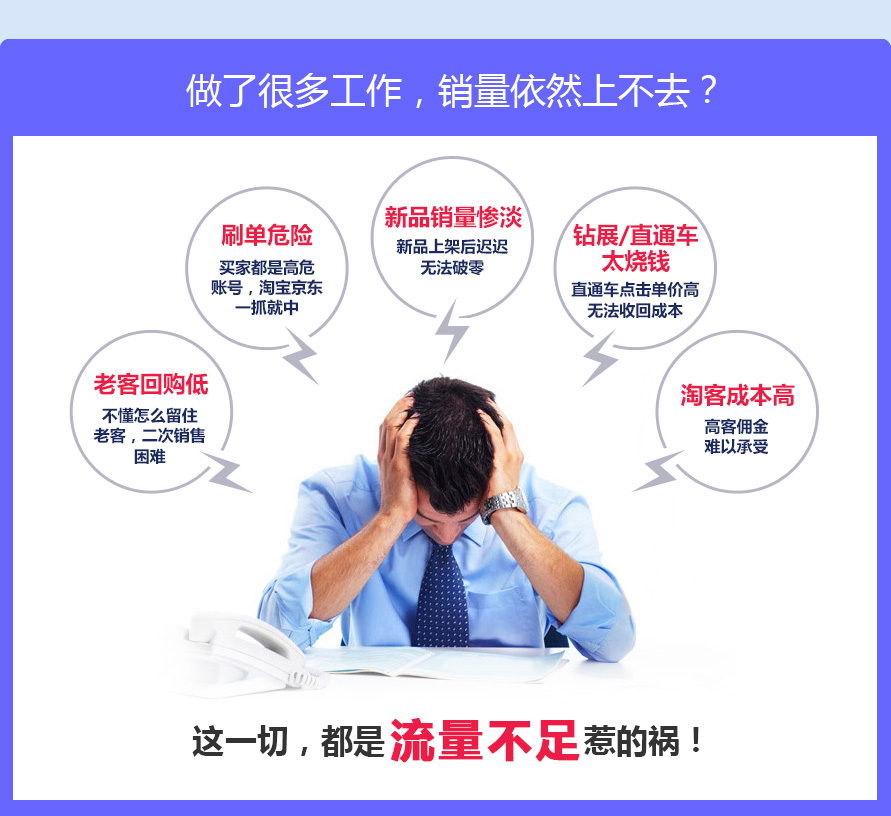 做了很多工作，销量依然上不去？
新品销量惨淡
新品上架后迟迟
无法破零
刷单危险
买家都是高危
账号，淘宝京东
一抓就中
钻展/直通车
太烧钱
直通车点击单价高
无法收回成本
老客回购低
不懂怎么留住
老客，二次销售
困难
淘客成本高
高客佣金
难以承受
这一切，都是流量不足惹的祸！